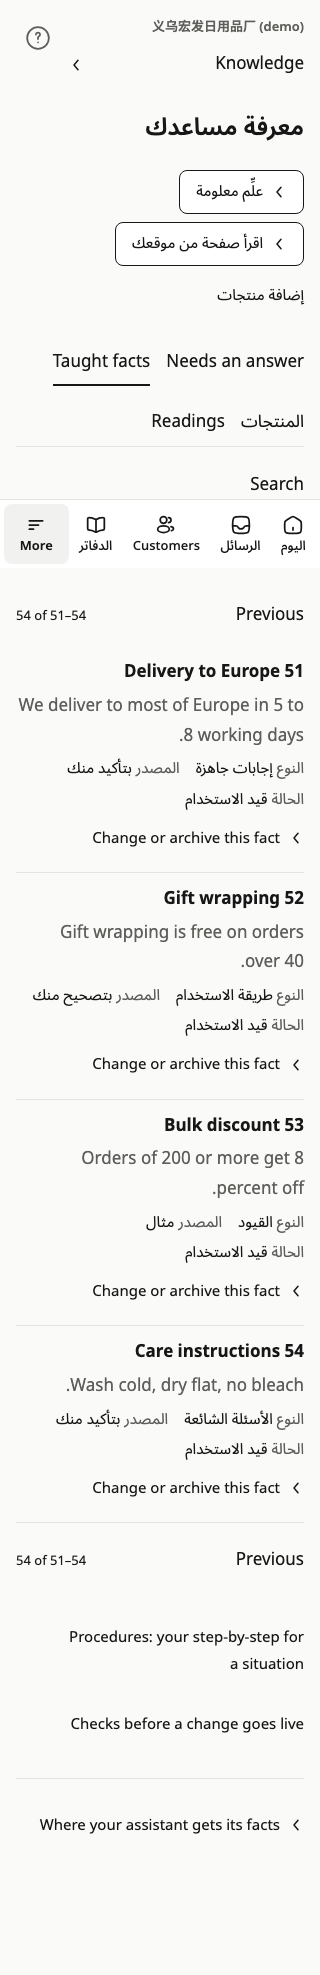 义乌宏发日用品厂 (demo)
Knowledge
معرفة مساعدك
علِّم معلومة
اقرأ صفحة من موقعك
إضافة منتجات
Needs an answer Taught facts
المنتجات Readings
Search
اليوم الرسائل Customers الدفاتر More
Previous 51–54 of 54
Delivery to Europe 51
We deliver to most of Europe in 5 to
8 working days.
النوع إجابات جاهزة المصدر بتأكيد منك
الحالة قيد الاستخدام
Change or archive this fact
Gift wrapping 52
Gift wrapping is free on orders
over 40.
النوع طريقة الاستخدام المصدر بتصحيح منك
الحالة قيد الاستخدام
Change or archive this fact
Bulk discount 53
Orders of 200 or more get 8
percent off.
النوع القيود المصدر مثال
الحالة قيد الاستخدام
Change or archive this fact
Care instructions 54
Wash cold, dry flat, no bleach.
النوع الأسئلة الشائعة المصدر بتأكيد منك
الحالة قيد الاستخدام
Change or archive this fact
Previous 51–54 of 54
Procedures: your step-by-step for
a situation
Checks before a change goes live
Where your assistant gets its facts